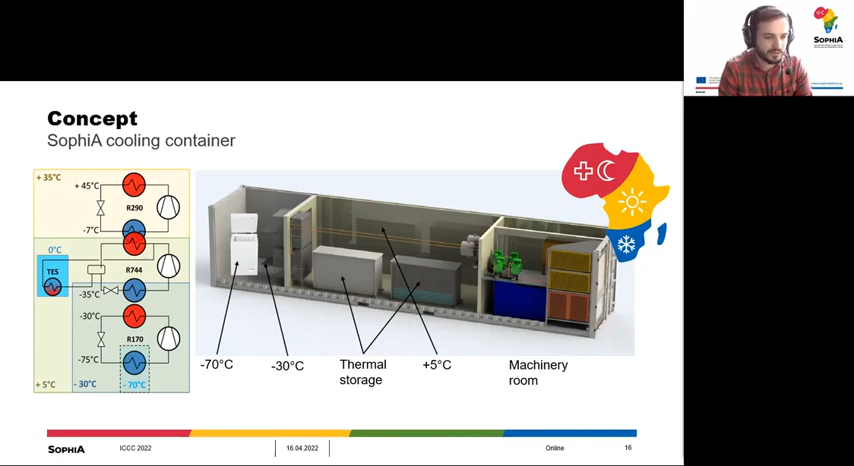 SOPHIA
Concept
SophiA cooling container
+ 35°C
+ 45°C
R290
-7°C
0°C
TES
R744
-35°C
-30°C
R170
-75°C
- 70°C
+ 5°C
- 30°C
-70°C
-30°C
Thermal
storage
+5°C
Machinery
room
SOPHIA
ICCC 2022
16.04.2022
Online
16